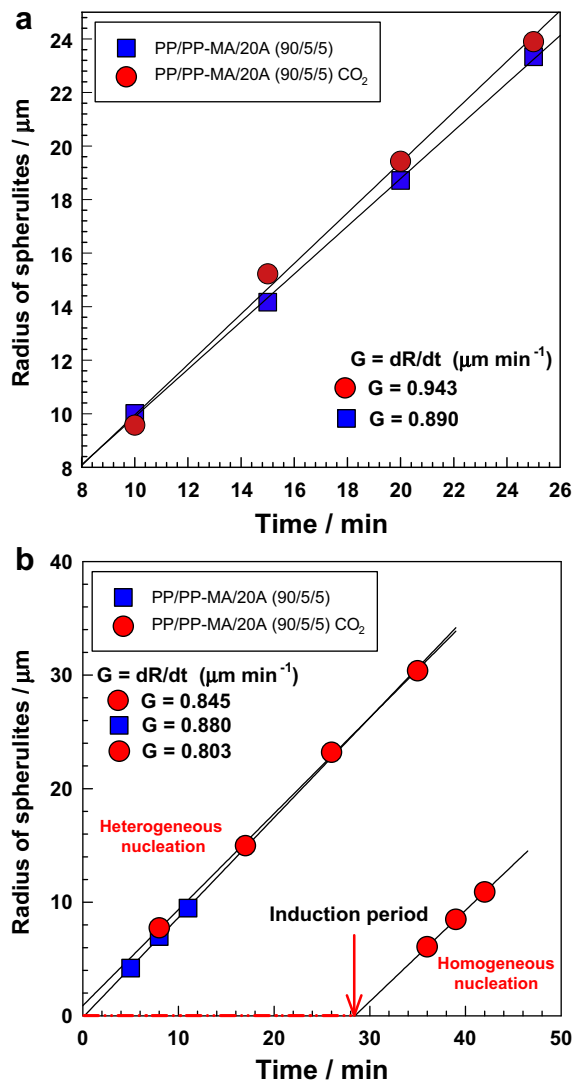 a
24
22
20
18
16
14
12
10
8
Radius of spherulites / μm
PP/PP-MA/20A (90/5/5)
PP/PP-MA/20A (90/5/5) CO₂
G = dR/dt (μm min⁻¹)
G = 0.943
G = 0.890
8 10 12 14 16 18 20 22 24 26
Time / min
b
40
30
20
10
0
Radius of spherulites / μm
PP/PP-MA/20A (90/5/5)
PP/PP-MA/20A (90/5/5) CO₂
G = dR/dt (μm min⁻¹)
G = 0.845
G = 0.880
G = 0.803
Heterogeneous
nucleation
Induction period
Homogeneous
nucleation
0 10 20 30 40 50
Time / min